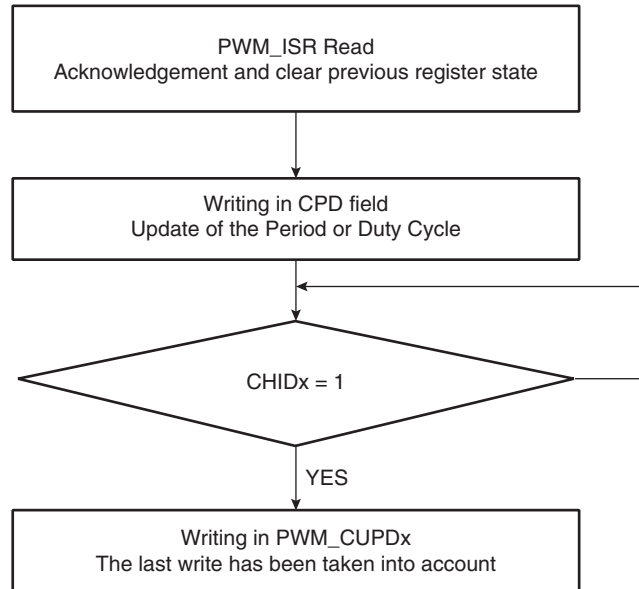 PWM_ISR Read
Acknowledgement and clear previous register state
Writing in CPD field
Update of the Period or Duty Cycle
CHIDx = 1
YES
Writing in PWM_CUPDx
The last write has been taken into account